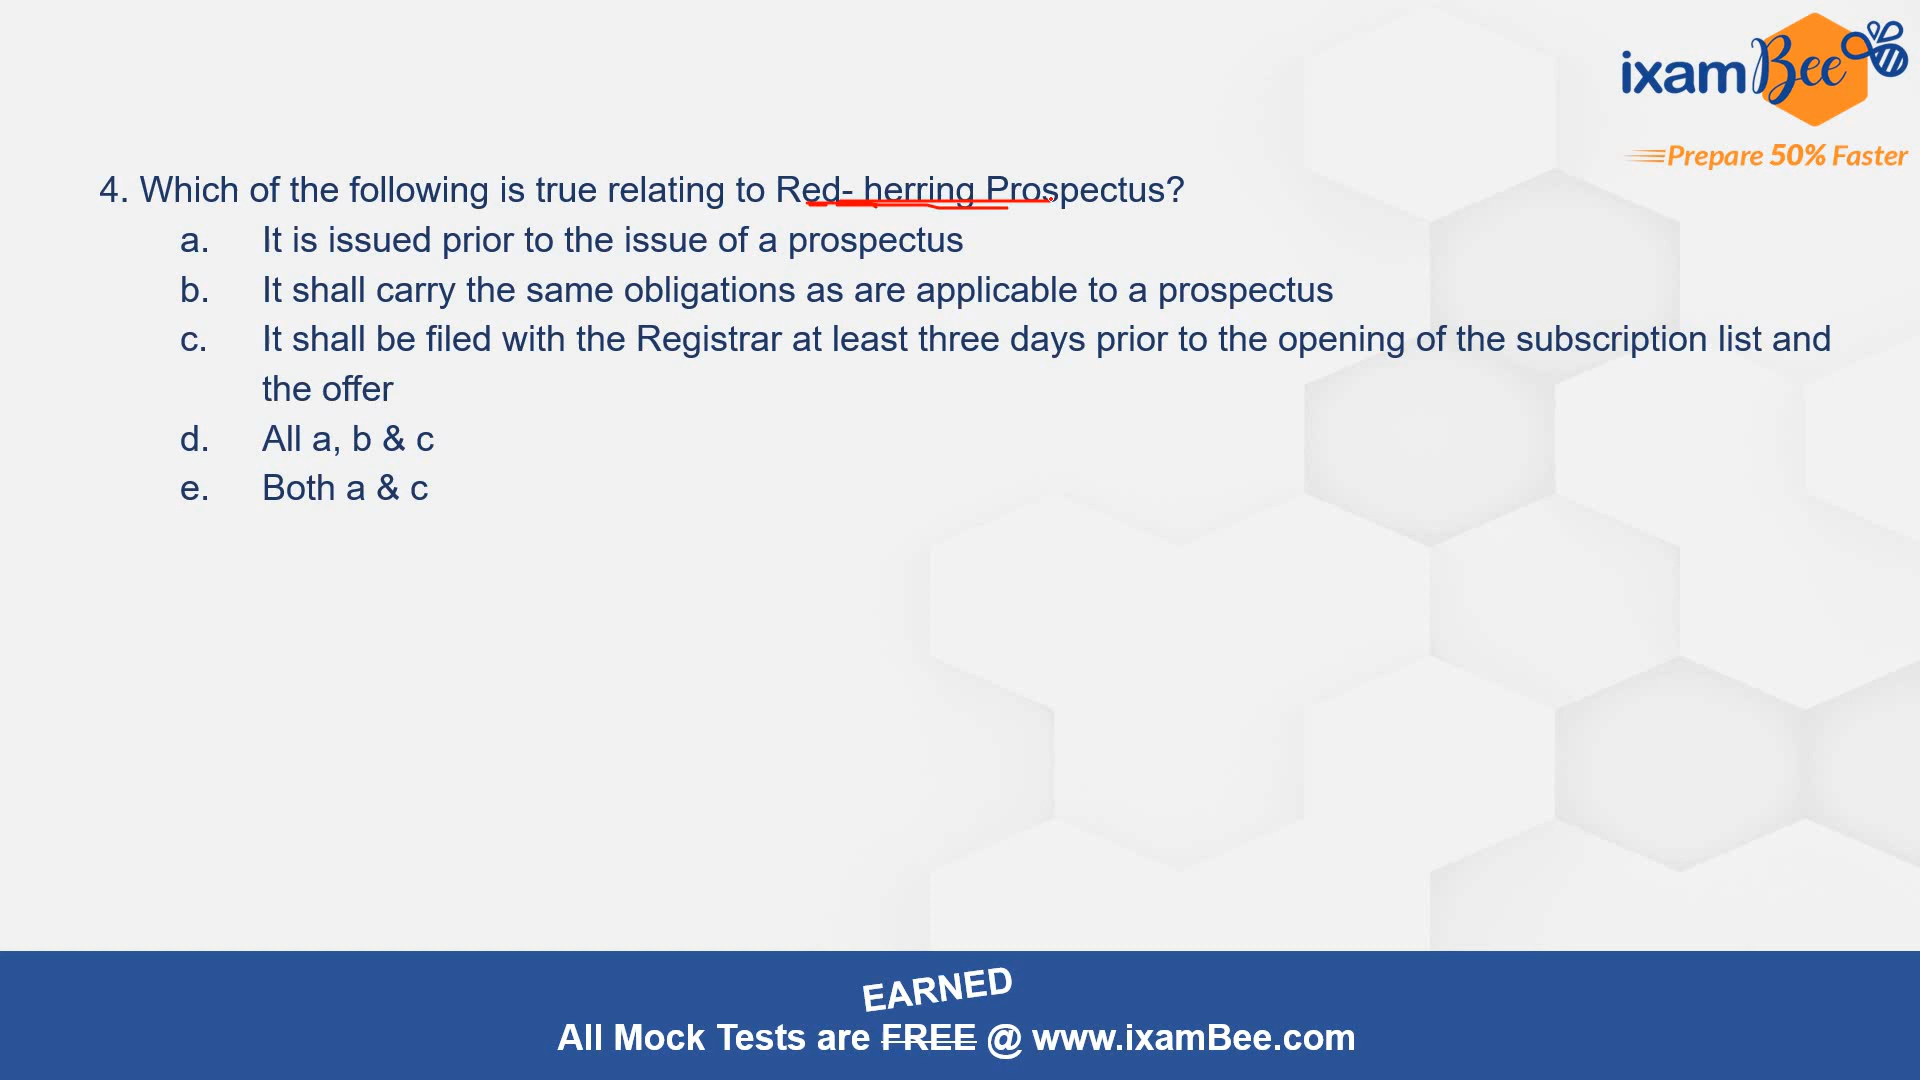 ixamBee
Prepare 50% Faster
4. Which of the following is true relating to Red- herring Prospectus?
a. It is issued prior to the issue of a prospectus
b. It shall carry the same obligations as are applicable to a prospectus
c. It shall be filed with the Registrar at least three days prior to the opening of the subscription list and
the offer
d. All a, b & c
e. Both a & c
EARNED
All Mock Tests are FREE @ www.ixamBee.com